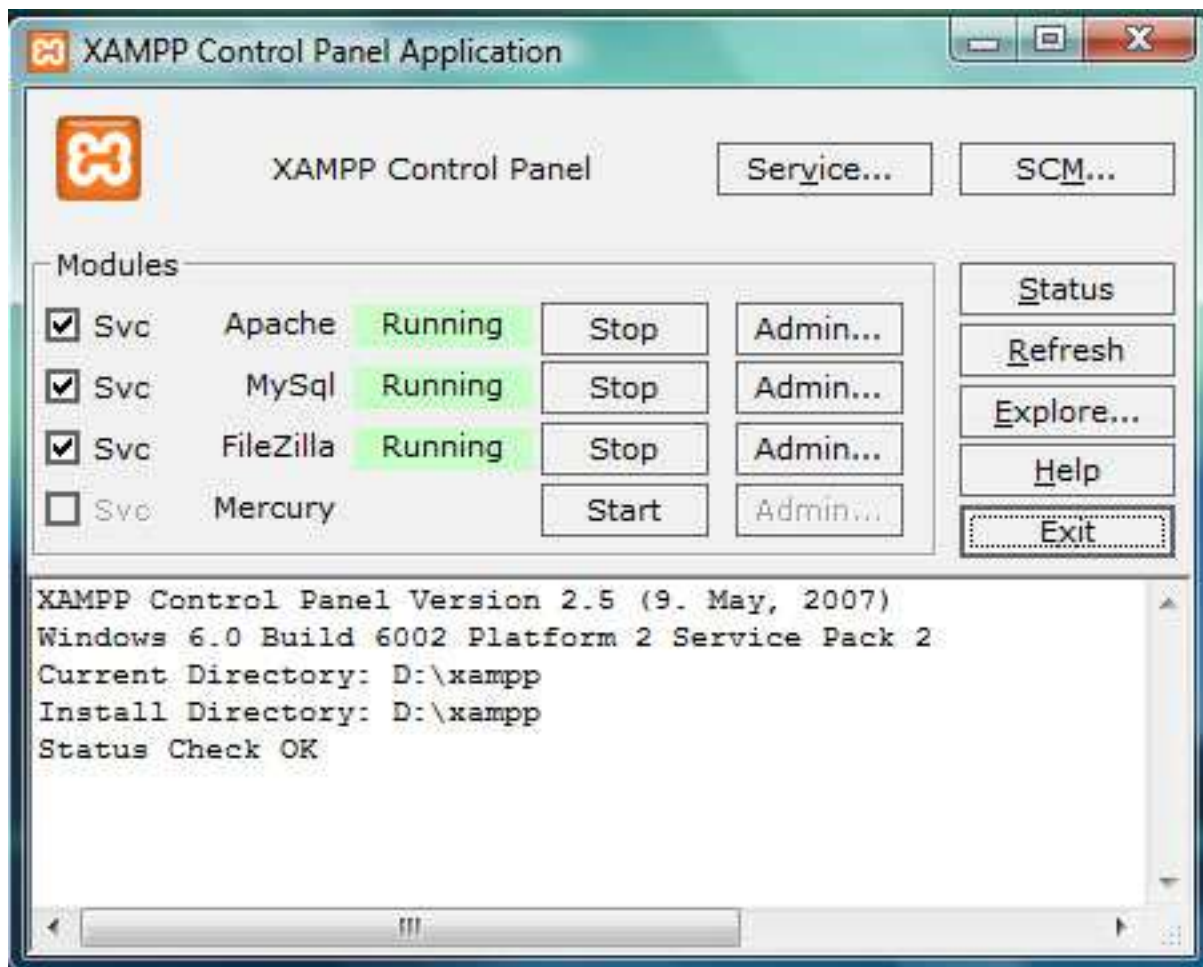 XAMPP Control Panel Application
XAMPP Control Panel Service... SCM...
Modules
Svc Apache Running Stop Admin...
Svc MySql Running Stop Admin...
Svc FileZilla Running Stop Admin...
Svc Mercury Start Admin...
Status
Refresh
Explore...
Help
Exit
XAMPP Control Panel Version 2.5 (9. May, 2007)
Windows 6.0 Build 6002 Platform 2 Service Pack 2
Current Directory: D:\xampp
Install Directory: D:\xampp
Status Check OK